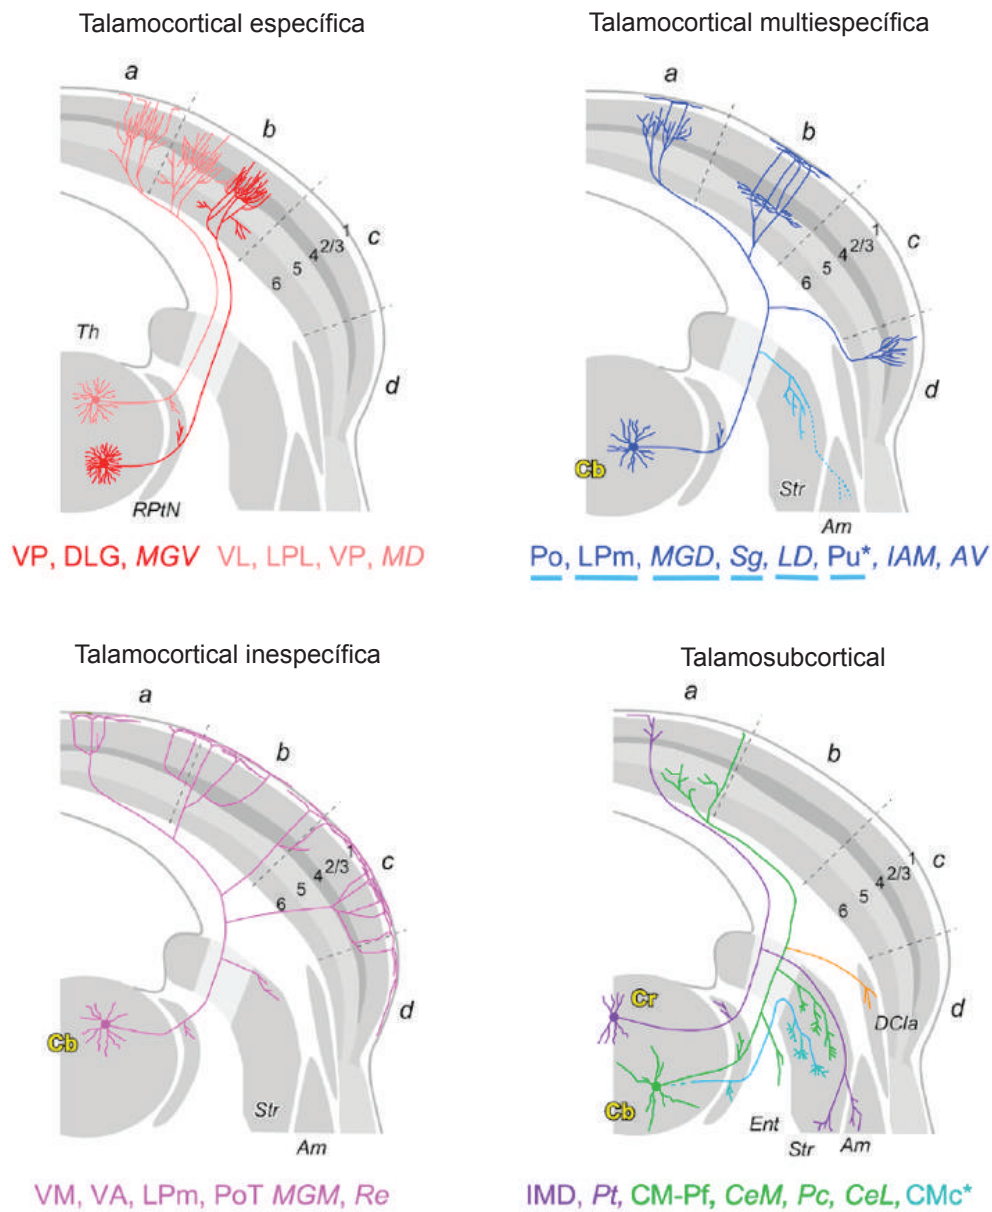 Talamocortical específica
a
b
c
d
1
2/3
4
5
6
Th
RPtN
VP, DLG, MGV VL, LPL, VP, MD
Talamocortical multiespecífica
a
b
c
d
1
2/3
4
5
6
Cb
Str
Am
Po, LPm, MGD, Sg, LD, Pu*, IAM, AV
Talamocortical inespecífica
a
b
c
d
1
2/3
4
5
6
Cb
Str
Am
VM, VA, LPm, PoT MGM, Re
Talamosubcortical
a
b
c
1
2/3
4
5
6
d
DCla
Cr
Cb
Ent
Str
Am
IMD, Pt, CM-Pf, CeM, Pc, CeL, CMc*